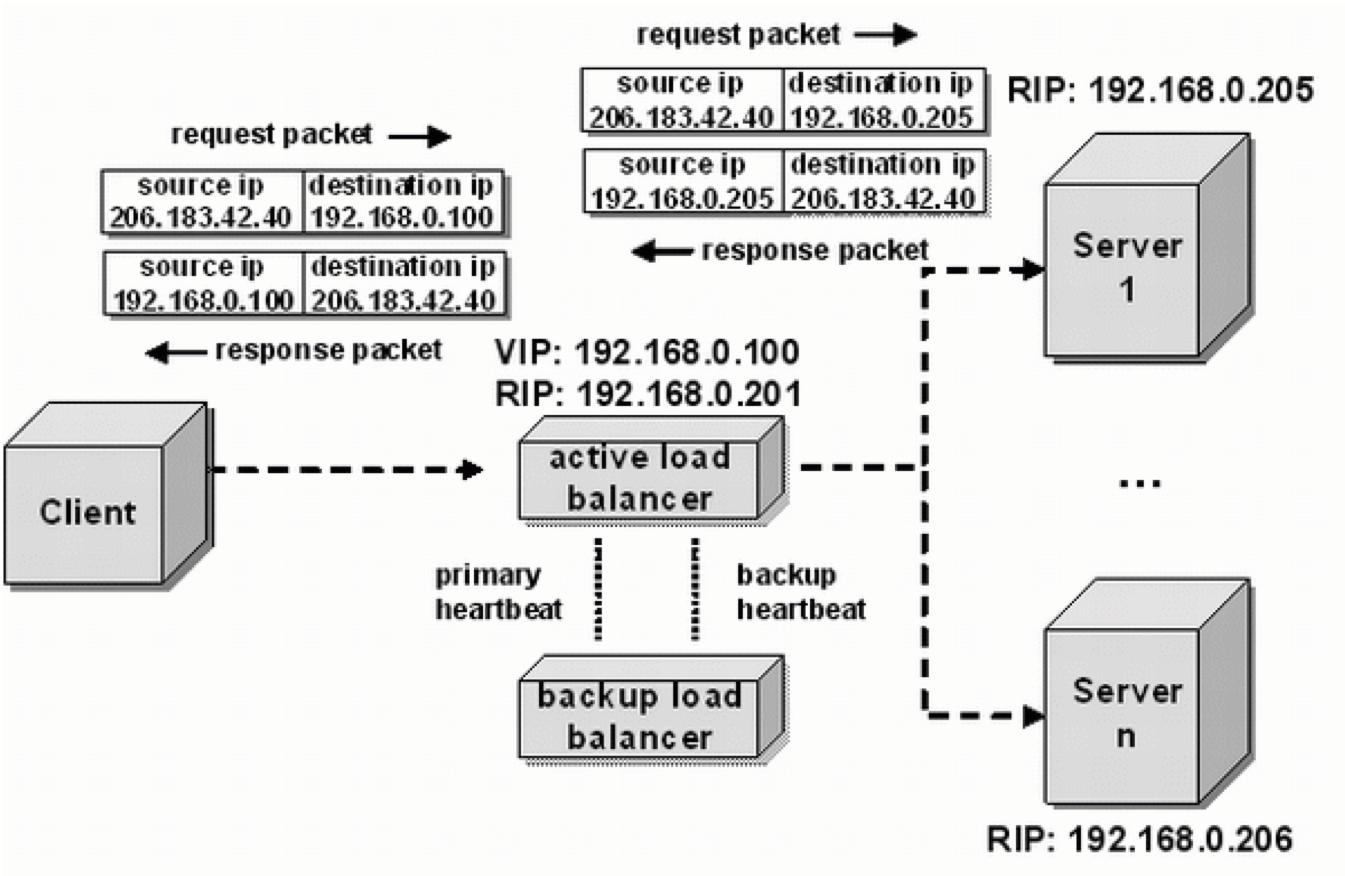 request packet
source ip destination ip
206.183.42.40 192.168.0.205
source ip destination ip
192.168.0.205 206.183.42.40
response packet
RIP: 192.168.0.205
request packet
source ip destination ip
206.183.42.40 192.168.0.100
source ip destination ip
192.168.0.100 206.183.42.40
response packet
VIP: 192.168.0.100
RIP: 192.168.0.201
Server
1
Client
active load
balancer
...
primary
heartbeat
backup
heartbeat
backup load
balancer
Server
n
RIP: 192.168.0.206